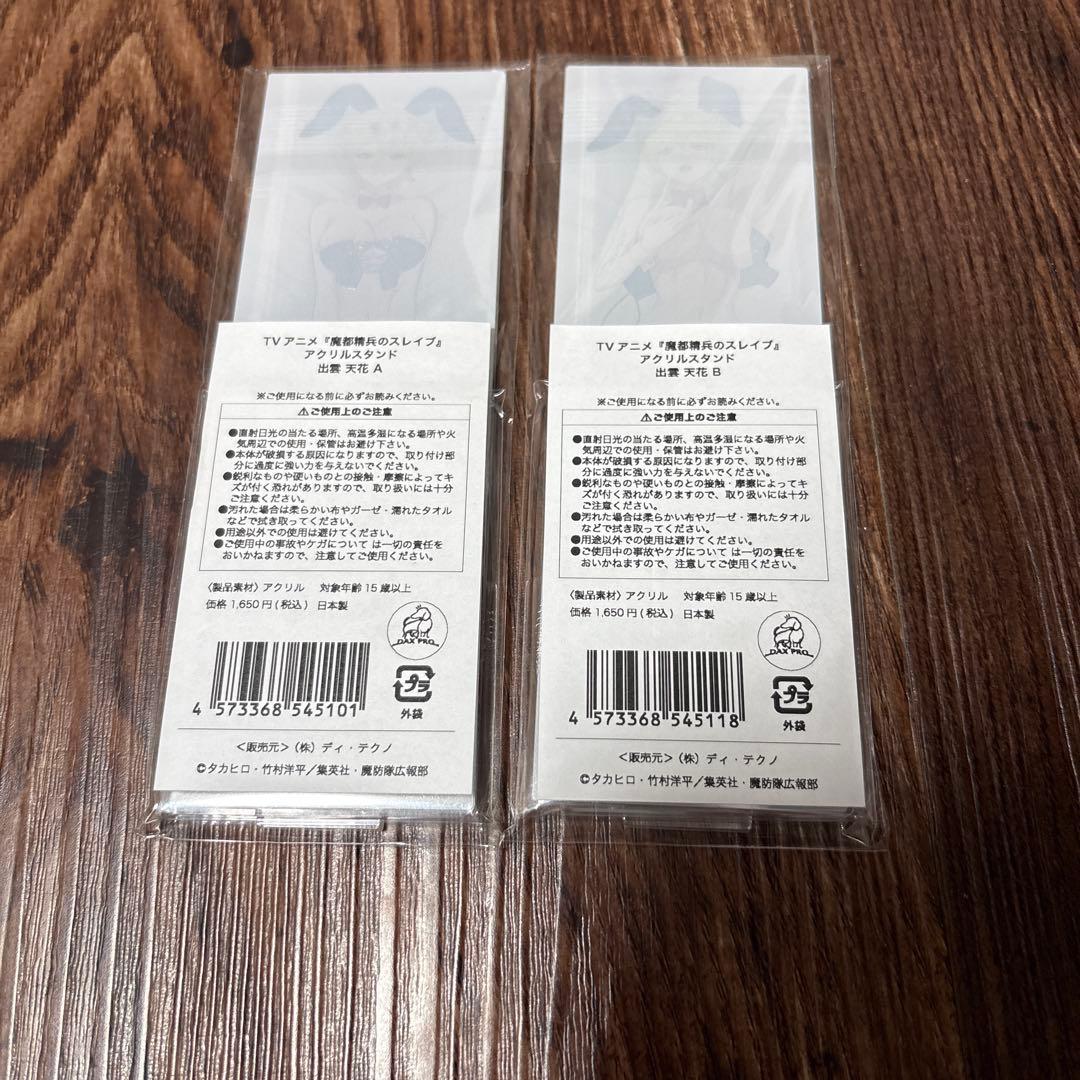 TVアニメ『魔都精兵のスレイブ』
アクリルスタンド
出雲 天花 A
※ご使用になる前に必ずお読みください。
⚠ご使用上のご注意
●直射日光の当たる場所、高温多湿になる場所や火
気周辺での使用・保管はお避け下さい。
●本体が破損する原因になりますので、取り付け部
分に過度に強い力を与えないでください。
●鋭利なものや硬いものとの接触・摩擦によってキ
ズが付く恐れがありますので、取り扱いには十分
ご注意ください。
●汚れた場合は柔らかい布やガーゼ・濡れたタオル
などで拭き取ってください。
●用途以外での使用は避けてください。
●ご使用中の事故やケガについて は一切の責任を
おいかねますので、注意してご使用ください。
〈製品素材〉アクリル 対象年齢 15歳以上
価格 1,650円(税込) 日本製
DAX PRO
4 573368 545101
プラ
外袋
<販売元>(株)ディ・テクノ
©タカヒロ・竹村洋平/集英社・魔防隊広報部
TVアニメ『魔都精兵のスレイブ』
アクリルスタンド
出雲 天花 B
※ご使用になる前に必ずお読みください。
⚠ご使用上のご注意
●直射日光の当たる場所、高温多湿になる場所や火
気周辺での使用・保管はお避け下さい。
●本体が破損する原因になりますので、取り付け部
分に過度に強い力を与えないでください。
●鋭利なものや硬いものとの接触・摩擦によってキ
ズが付く恐れがありますので、取り扱いには十分
ご注意ください。
●汚れた場合は柔らかい布やガーゼ・濡れたタオル
などで拭き取ってください。
●用途以外での使用は避けてください。
●ご使用中の事故やケガについて は一切の責任を
おいかねますので、注意してご使用ください。
〈製品素材〉アクリル 対象年齢 15歳以上
価格 1,650円(税込) 日本製
DAX PRO
4 573368 545118
プラ
外袋
<販売元>(株)ディ・テクノ
©タカヒロ・竹村洋平/集英社・魔防隊広報部